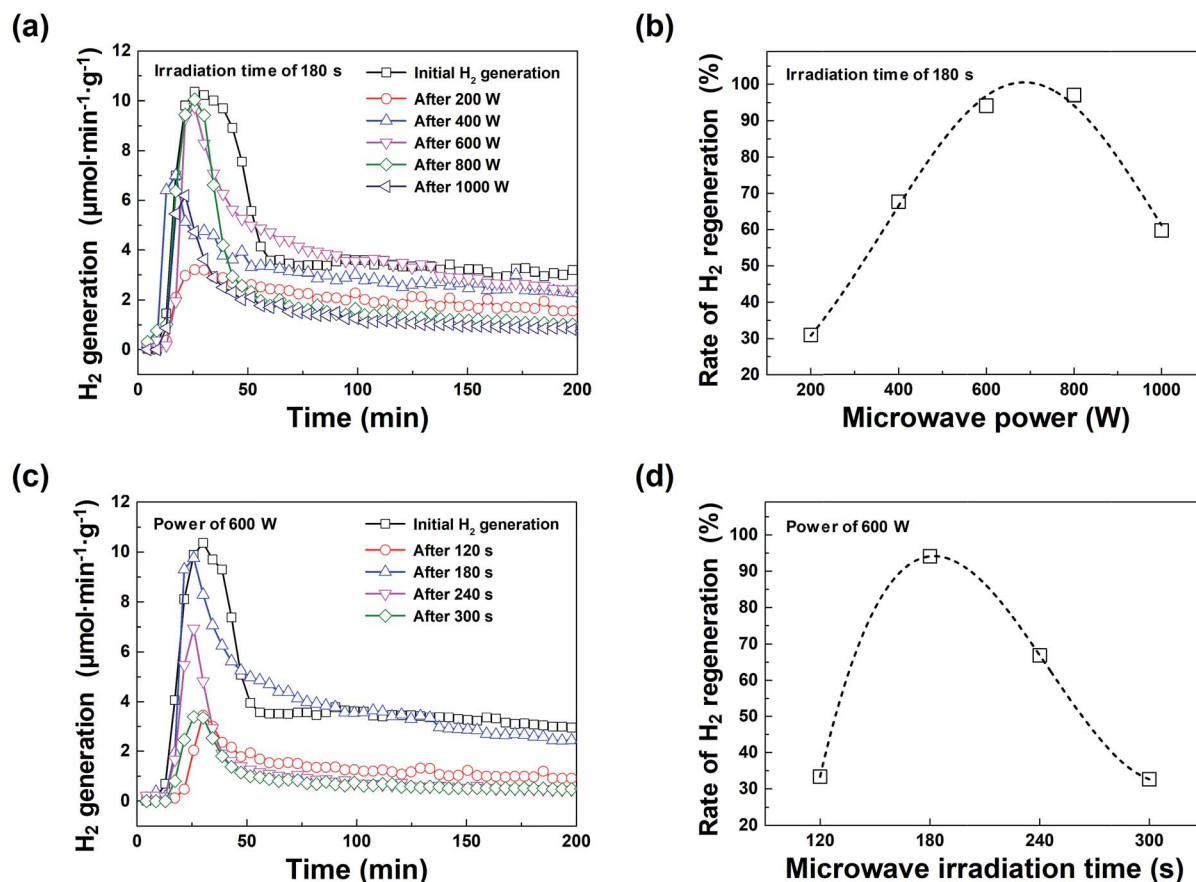 (a)
H₂ generation (μmol·min⁻¹·g⁻¹)
12
10
8
6
4
2
0
Irradiation time of 180 s
Initial H₂ generation
After 200 W
After 400 W
After 600 W
After 800 W
After 1000 W
0 50 100 150 200
Time (min)
(b)
Rate of H₂ regeneration (%)
110
100
90
80
70
60
50
40
30
20
Irradiation time of 180 s
200 400 600 800 1000
Microwave power (W)
(c)
H₂ generation (μmol·min⁻¹·g⁻¹)
12
10
8
6
4
2
0
Power of 600 W
Initial H₂ generation
After 120 s
After 180 s
After 240 s
After 300 s
0 50 100 150 200
Time (min)
(d)
Rate of H₂ regeneration (%)
110
100
90
80
70
60
50
40
30
20
Power of 600 W
120 180 240 300
Microwave irradiation time (s)